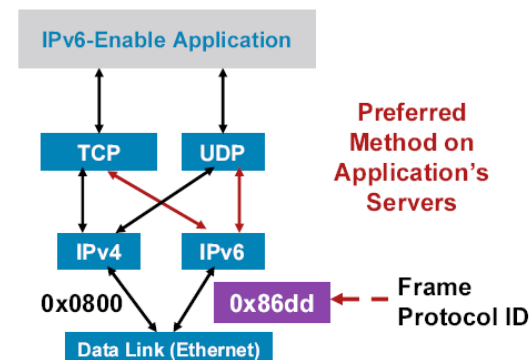 IPv6-Enable Application
TCP
UDP
Preferred
Method on
Application's
Servers
IPv4
IPv6
0x0800
0x86dd
Frame
Protocol ID
Data Link (Ethernet)